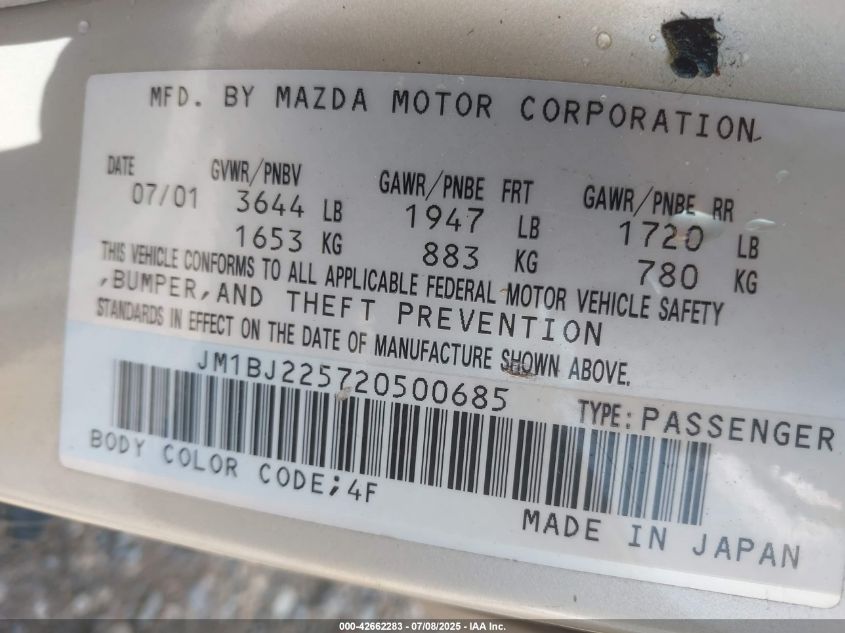 MFD. BY MAZDA MOTOR CORPORATION
DATE GVWR/PNBV GAWR/PNBE FRT GAWR/PNBE RR
07/01 3644 LB 1947 LB 1720 LB
1653 KG 883 KG 780 KG
THIS VEHICLE CONFORMS TO ALL APPLICABLE FEDERAL MOTOR VEHICLE SAFETY
,BUMPER,AND THEFT PREVENTION
STANDARDS IN EFFECT ON THE DATE OF MANUFACTURE SHOWN ABOVE.
JM1BJ225720500685 TYPE: PASSENGER
BODY COLOR CODE;4F
MADE IN JAPAN
000-42662283 - 07/08/2025 - IAA Inc.